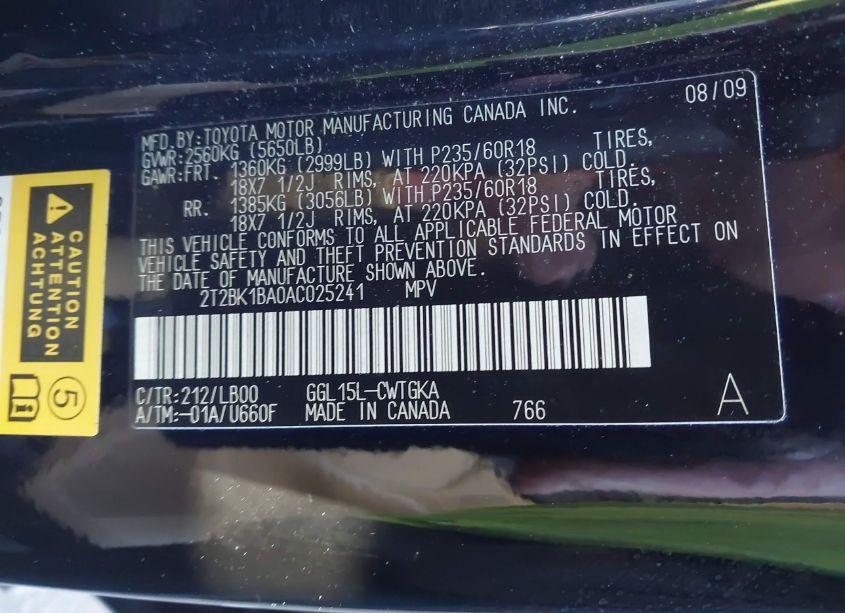 MFD.BY:TOYOTA MOTOR MANUFACTURING CANADA INC. 08/09
GVWR:2560KG (5650LB)
GAWR:FRT. 1360KG (2999LB) WITH P235/60R18 TIRES,
18X7 1/2J RIMS, AT 220KPA (32PSI) COLD.
RR. 1385KG (3056LB) WITH P235/60R18 TIRES,
18X7 1/2J RIMS, AT 220KPA (32PSI) COLD.
THIS VEHICLE CONFORMS TO ALL APPLICABLE FEDERAL MOTOR
VEHICLE SAFETY AND THEFT PREVENTION STANDARDS IN EFFECT ON
THE DATE OF MANUFACTURE SHOWN ABOVE.
2T2BK1BA0AC025241 MPV
C/TR:212/LB00 GGL15L-CWTGKA
A/TM:-01A/U660F MADE IN CANADA 766 A
CAUTION
ATTENTION
ACHTUNG
5